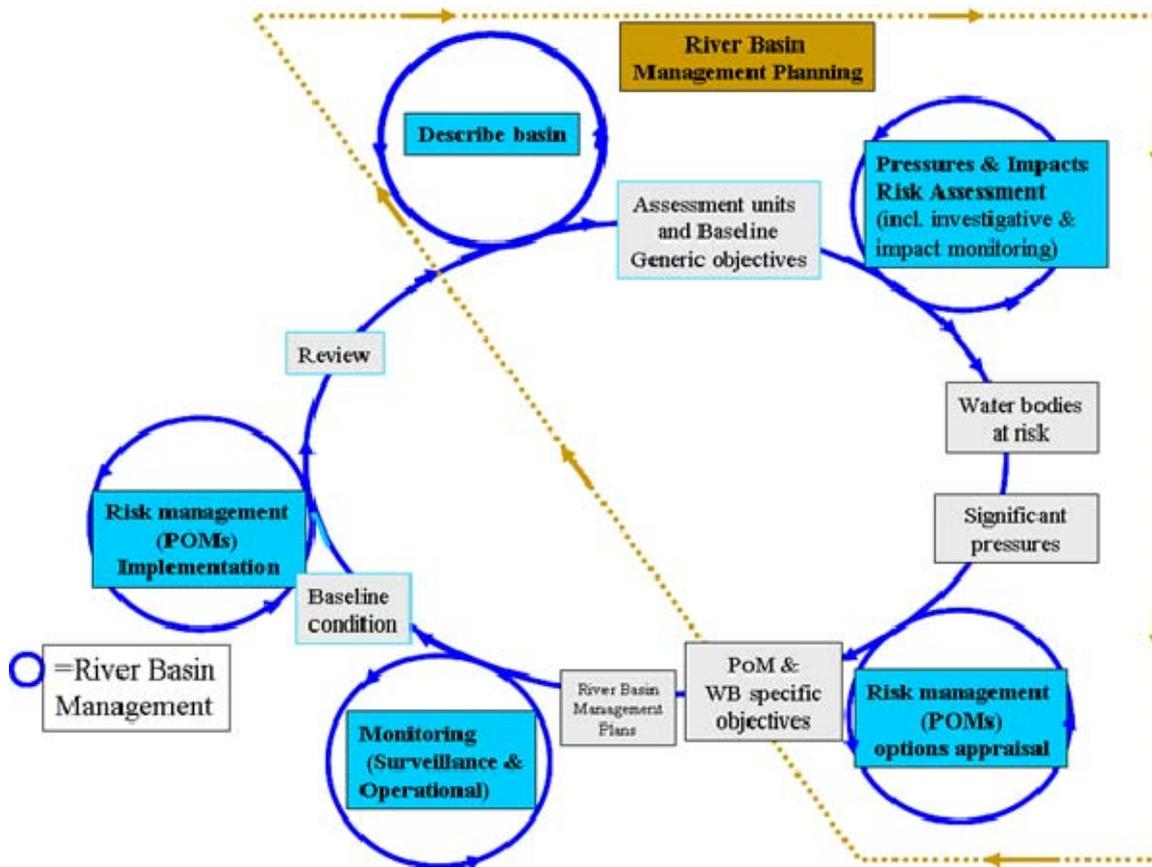 River Basin
Management Planning
Describe basin
Pressures & Impacts
Risk Assessment
(incl. investigative &
impact monitoring)
Assessment units
and Baseline
Generic objectives
Review
Water bodies
at risk
Risk management
(POMs)
Implementation
Significant
pressures
Baseline
condition
=River Basin
Management
PoM &
WB specific
objectives
River Basin
Management
Plans
Risk management
(POMs)
options appraisal
Monitoring
(Surveillance &
Operational)